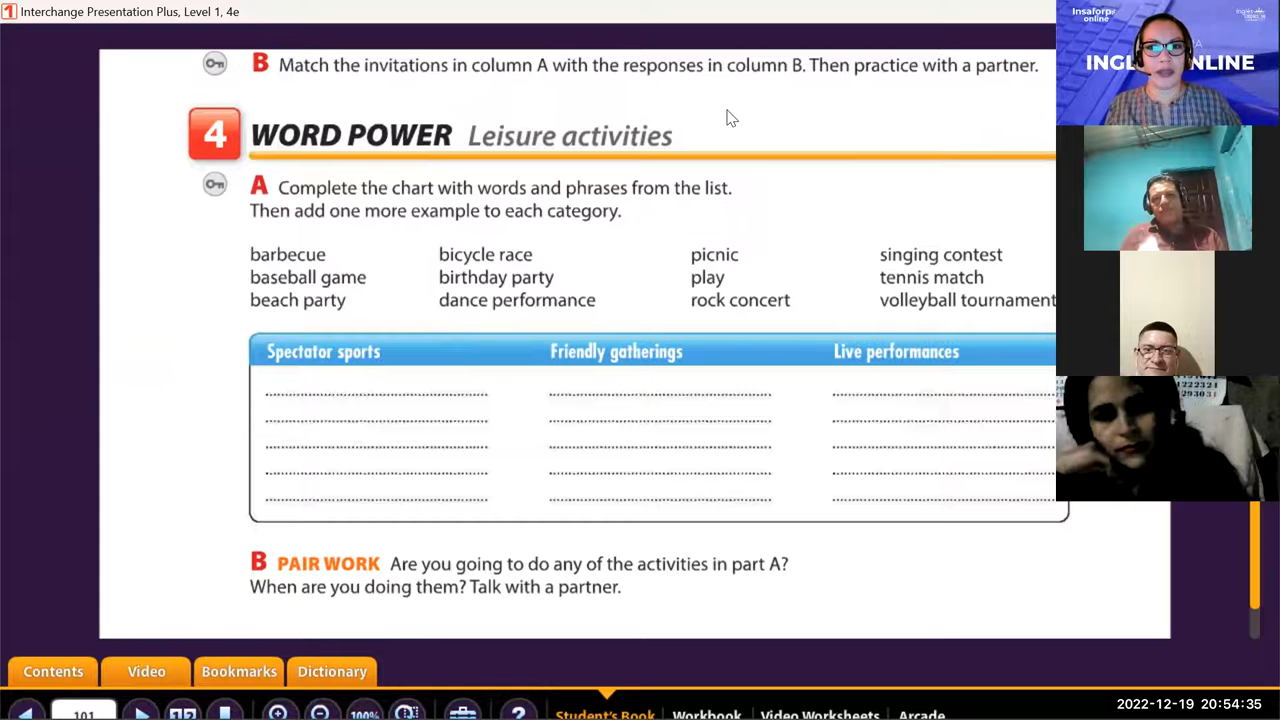 Interchange Presentation Plus, Level 1, 4e
Insaforp
online
INGLÉS ONLINE
B Match the invitations in column A with the responses in column B. Then practice with a partner.
4 WORD POWER Leisure activities
A Complete the chart with words and phrases from the list.
Then add one more example to each category.
barbecue bicycle race picnic singing contest
baseball game birthday party play tennis match
beach party dance performance rock concert volleyball tournament
Spectator sports Friendly gatherings Live performances
B PAIR WORK Are you going to do any of the activities in part A?
When are you doing them? Talk with a partner.
Contents Video Bookmarks Dictionary
101 100% ? Student's Book Workbook Video Worksheets Arcade
2022-12-19 20:54:35